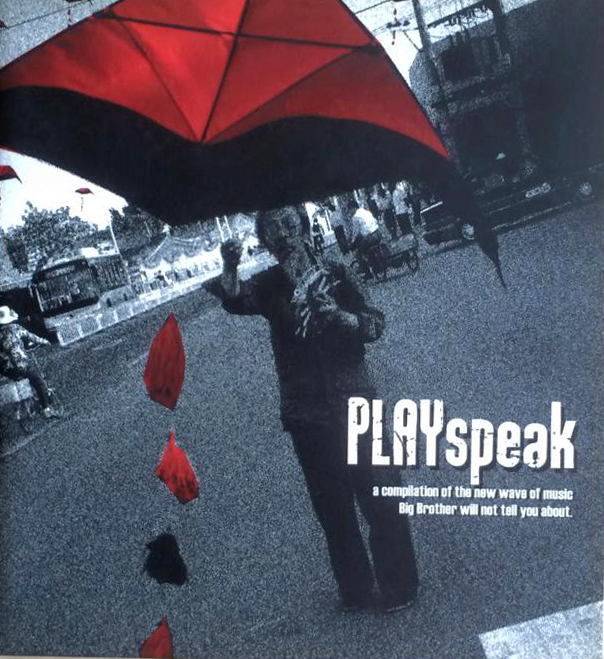 PLAYspeak
a compilation of the new wave of music
Big Brother will not tell you about.